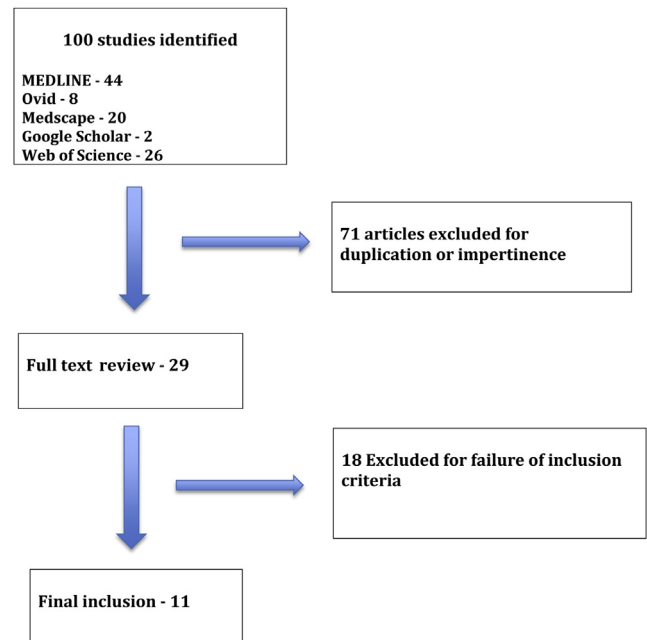 100 studies identified
MEDLINE - 44
Ovid - 8
Medscape - 20
Google Scholar - 2
Web of Science - 26
71 articles excluded for
duplication or impertinence
Full text review - 29
18 Excluded for failure of inclusion
criteria
Final inclusion - 11